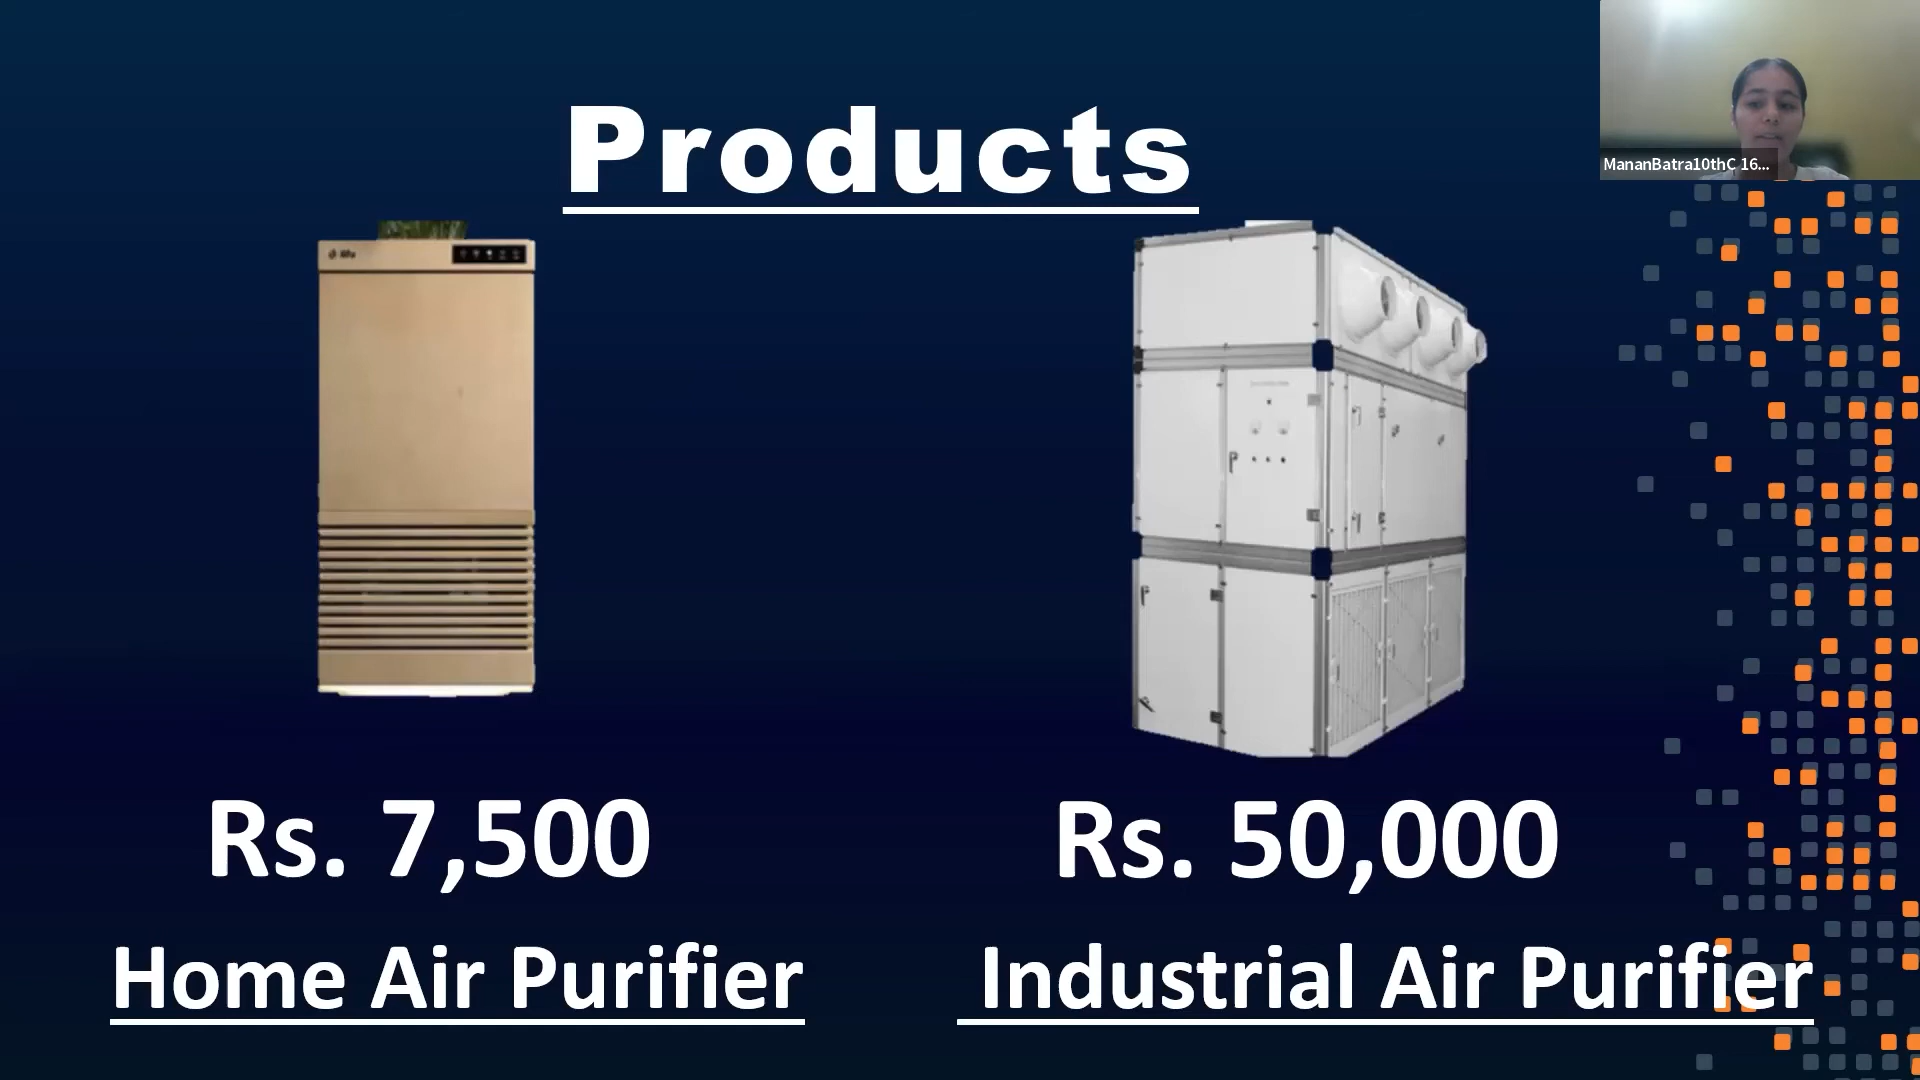 Products
MananBatra10thC 16...
Rs. 7,500
Rs. 50,000
Home Air Purifier
Industrial Air Purifier